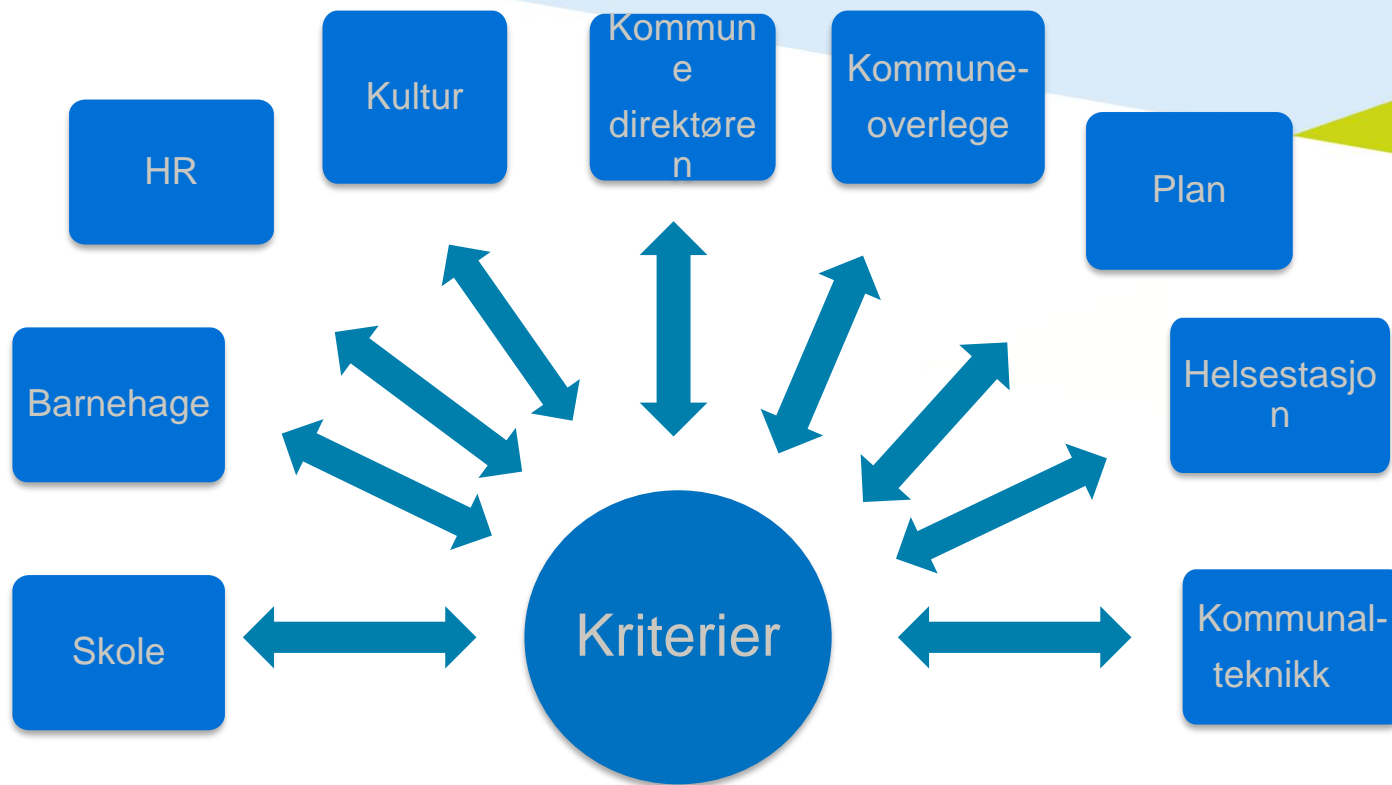 Kommun
e
direktøre
n
Kommune-
overlege
Kultur
HR
Plan
Helsestasjo
n
Barnehage
Kommunal-
teknikk
Skole
Kriterier